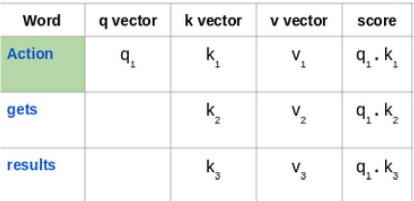 Word q vector k vector v vector score
Action q₁ k₁ v₁ q₁.k₁
gets k₂ v₂ q₁.k₂
results k₃ v₃ q₁.k₃